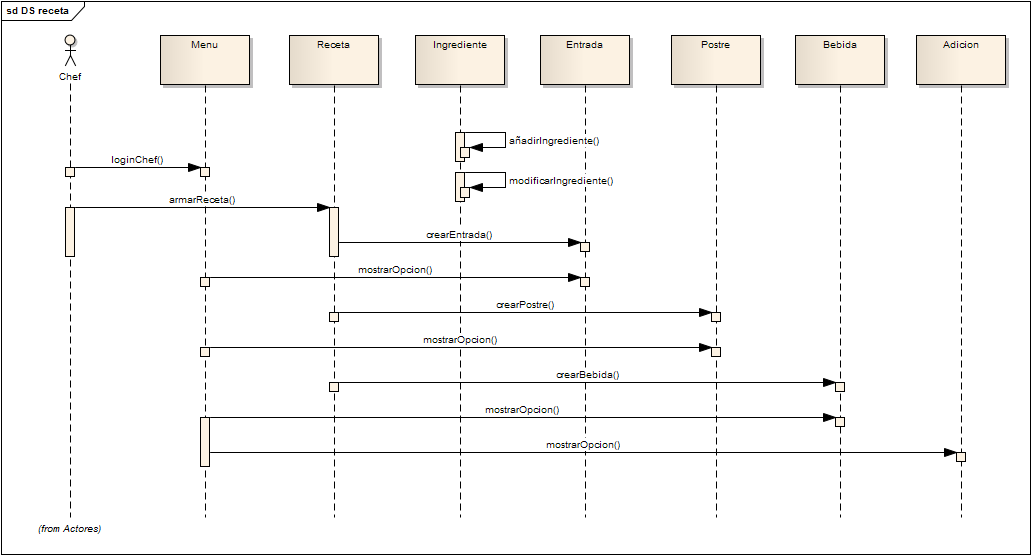 sd DS receta
Chef
Menu
Receta
Ingrediente
Entrada
Postre
Bebida
Adicion
añadirIngrediente()
loginChef()
modificarIngrediente()
armarReceta()
crearEntrada()
mostrarOpcion()
crearPostre()
mostrarOpcion()
crearBebida()
mostrarOpcion()
mostrarOpcion()
(from Actores)